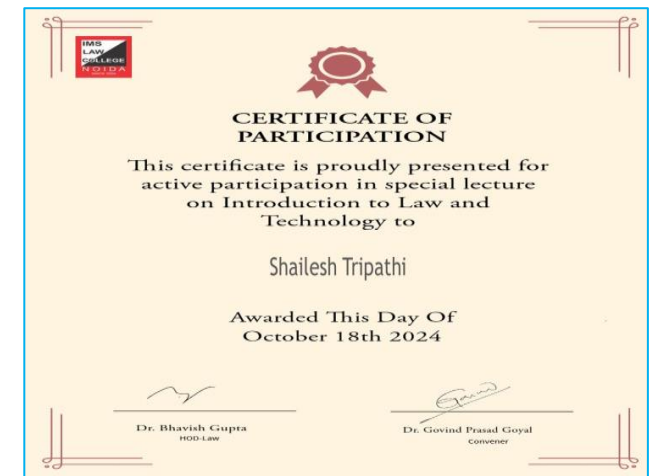 IMS
LAW
COLLEGE
NOIDA
CERTIFICATE OF
PARTICIPATION
This certificate is proudly presented for
active participation in special lecture
on Introduction to Law and
Technology to
Shailesh Tripathi
Awarded This Day Of
October 18th 2024
Dr. Bhavish Gupta
HOD-Law
Dr. Govind Prasad Goyal
Convener